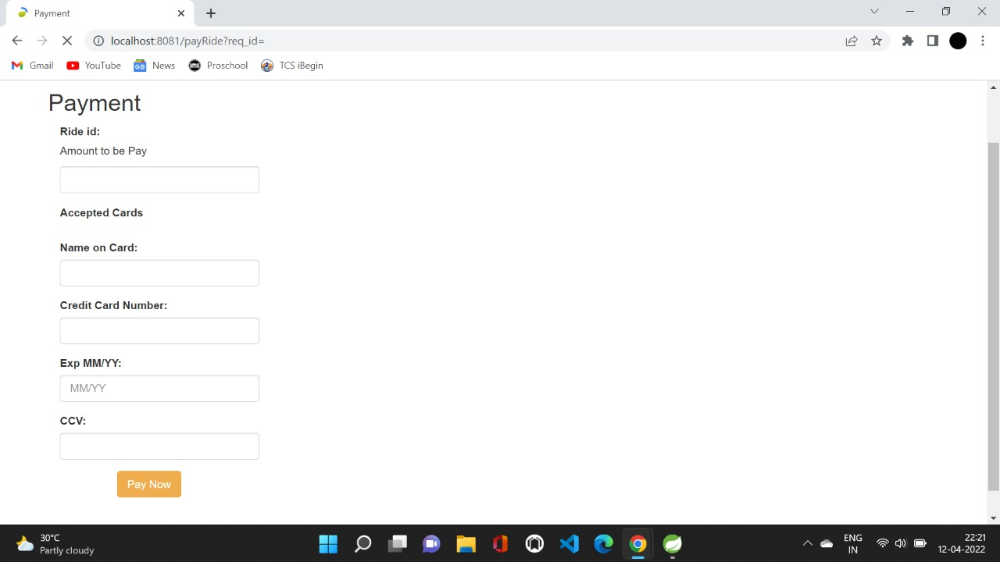 Payment
localhost:8081/payRide?req_id=
Gmail YouTube News ims Proschool TCS iBegin
Payment
Ride id:
Amount to be Pay
Accepted Cards
Name on Card:
Credit Card Number:
Exp MM/YY:
MM/YY
CCV:
Pay Now
30°C
Partly cloudy
ENG
IN
22:21
12-04-2022